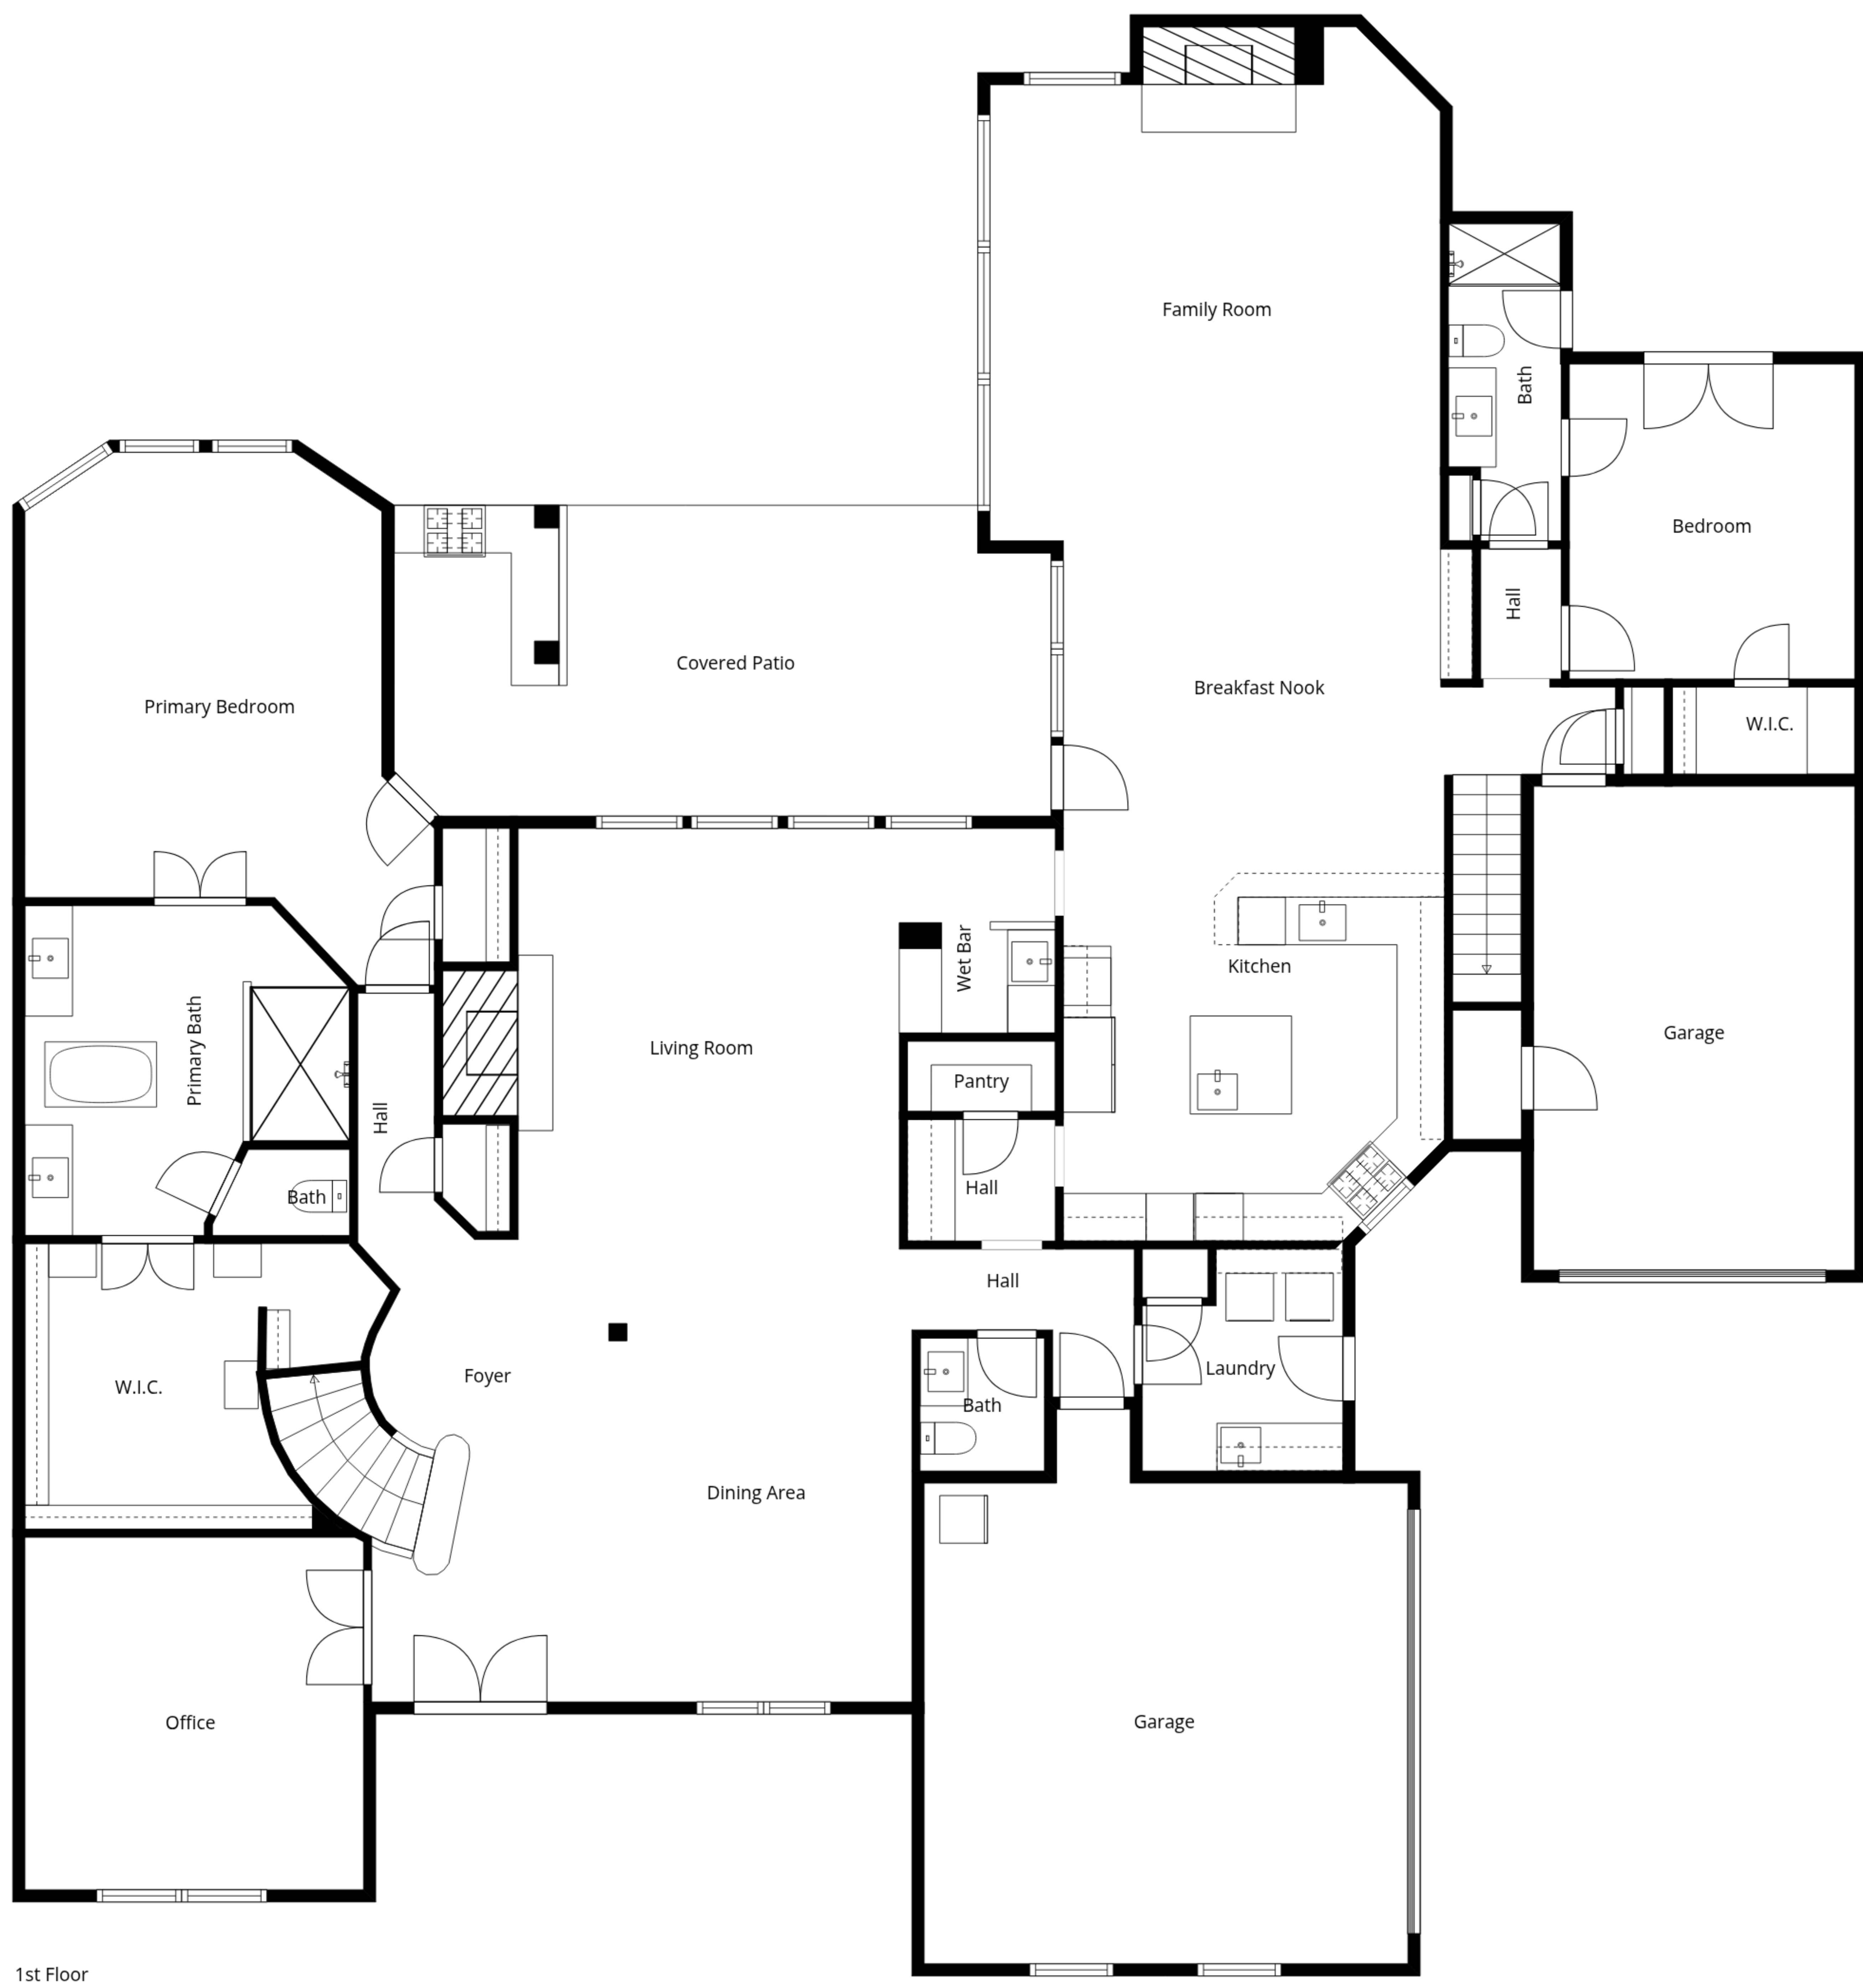 Family Room
Bath
Bedroom
Hall
Covered Patio
Breakfast Nook
Primary Bedroom
W.I.C.
Wet Bar
Kitchen
Garage
Primary Bath
Living Room
Pantry
Hall
Bath
Hall
Hall
W.I.C.
Foyer
Laundry
Bath
Dining Area
Office
Garage
1st Floor